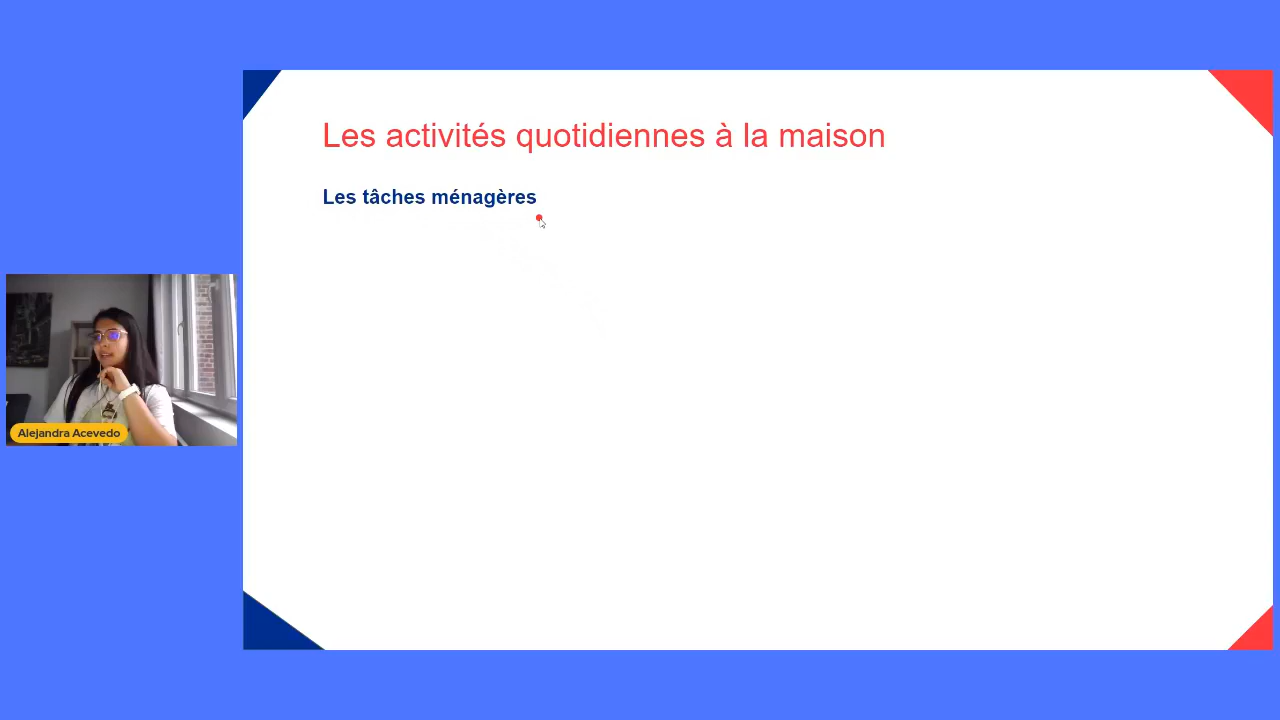 Les activités quotidiennes à la maison
Les tâches ménagères
Alejandra Acevedo